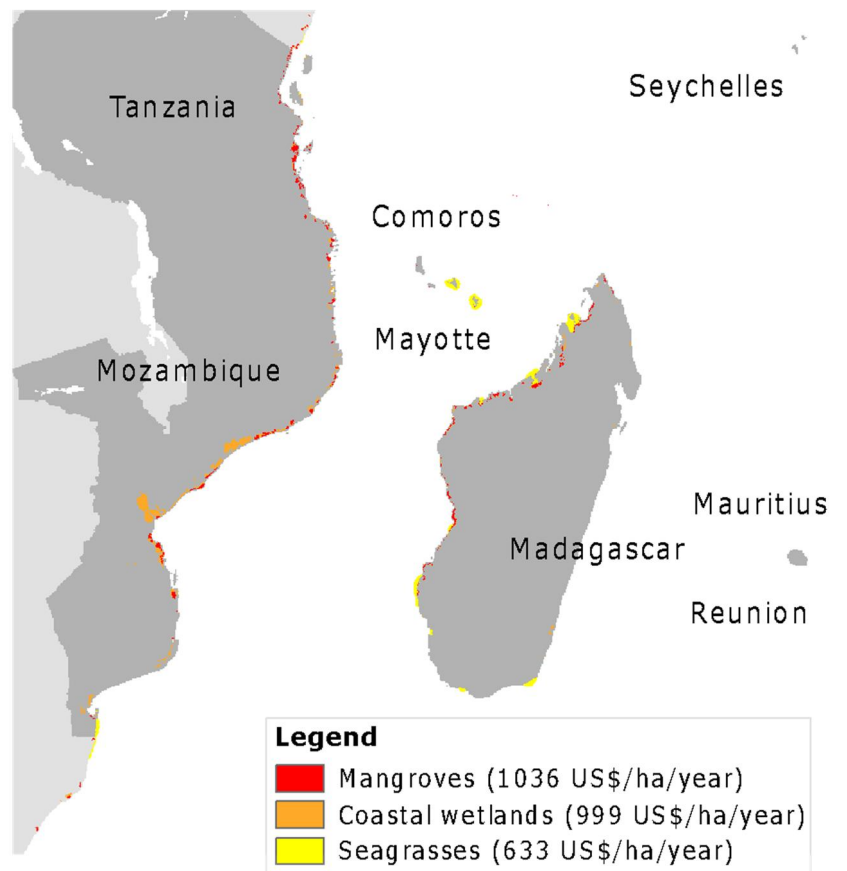 Seychelles
Tanzania
Comoros
Mayotte
Mozambique
Mauritius
Madagascar
Reunion
Legend
Mangroves (1036 US$/ha/year)
Coastal wetlands (999 US$/ha/year)
Seagrasses (633 US$/ha/year)